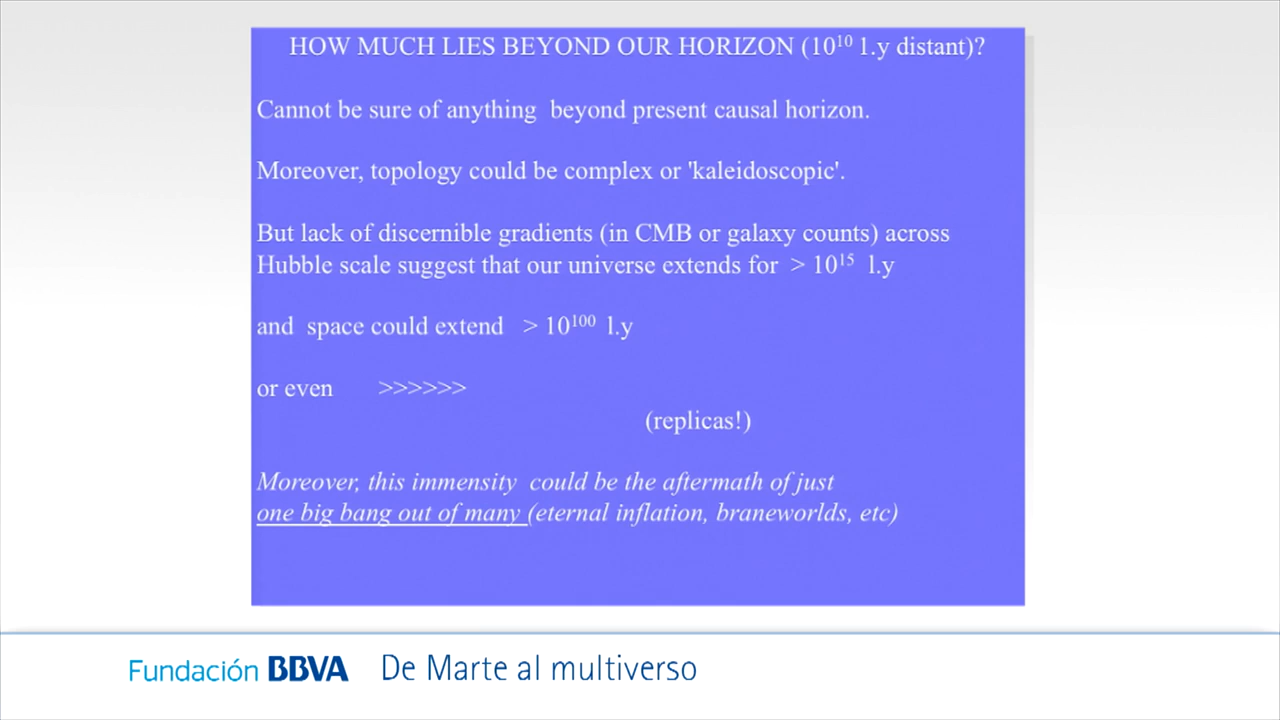 HOW MUCH LIES BEYOND OUR HORIZON (10¹⁰ l.y distant)?
Cannot be sure of anything beyond present causal horizon.
Moreover, topology could be complex or 'kaleidoscopic'.
But lack of discernible gradients (in CMB or galaxy counts) across
Hubble scale suggest that our universe extends for > 10¹⁵ l.y
and space could extend > 10¹⁰⁰ l.y
or even >>>>>>
(replicas!)
Moreover, this immensity could be the aftermath of just
one big bang out of many (eternal inflation, braneworlds, etc)
Fundación BBVA De Marte al multiverso